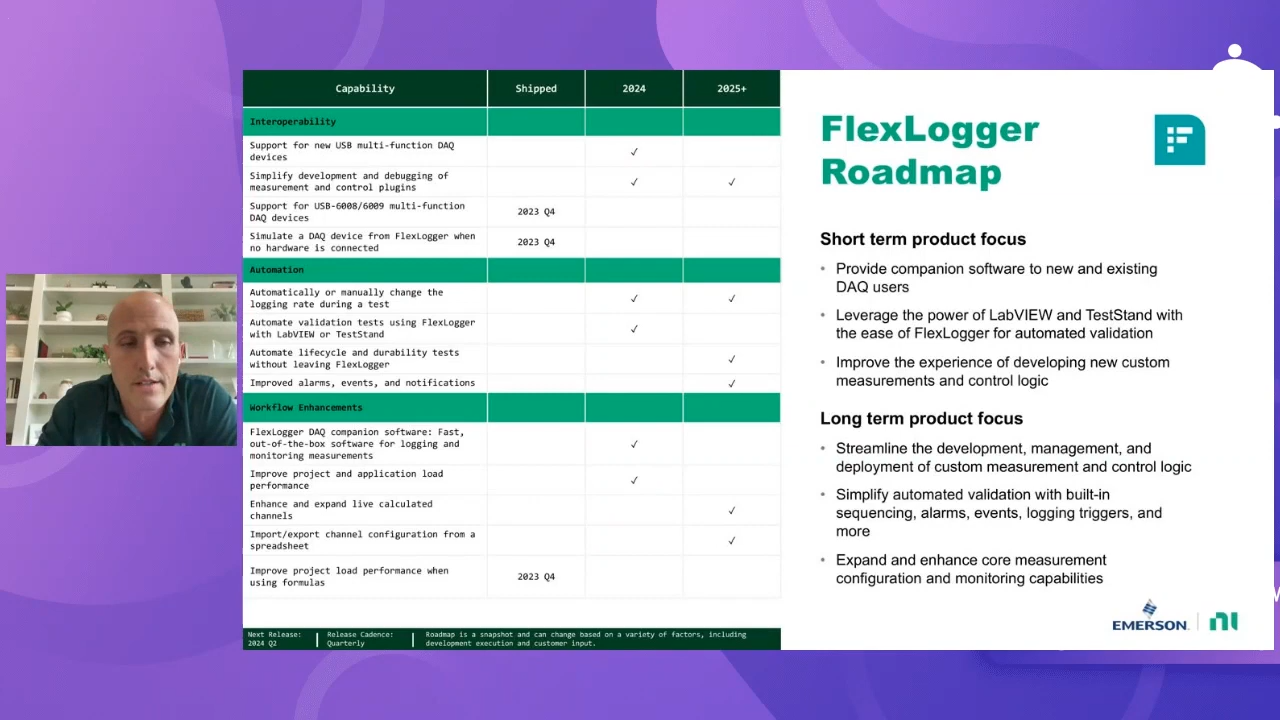 Capability Shipped 2024 2025+
Interoperability
Support for new USB multi-function DAQ
devices ✓
Simplify development and debugging of
measurement and control plugins ✓ ✓
Support for USB-6008/6009 multi-function
DAQ devices 2023 Q4
Simulate a DAQ device from FlexLogger when
no hardware is connected 2023 Q4
Automation
Automatically or manually change the
logging rate during a test ✓ ✓
Automate validation tests using FlexLogger
with LabVIEW or TestStand ✓
Automate lifecycle and durability tests
without leaving FlexLogger ✓
Improved alarms, events, and notifications ✓
Workflow Enhancements
FlexLogger DAQ companion software: Fast,
out-of-the-box software for logging and
monitoring measurements ✓
Improve project and application load
performance ✓
Enhance and expand live calculated
channels ✓
Import/export channel configuration from a
spreadsheet ✓
Improve project load performance when
using formulas 2023 Q4
Next Release:
2024 Q2
Release Cadence:
Quarterly
Roadmap is a snapshot and can change based on a variety of factors, including
development execution and customer input.
FlexLogger
Roadmap
Short term product focus
• Provide companion software to new and existing
DAQ users
• Leverage the power of LabVIEW and TestStand with
the ease of FlexLogger for automated validation
• Improve the experience of developing new custom
measurements and control logic
Long term product focus
• Streamline the development, management, and
deployment of custom measurement and control logic
• Simplify automated validation with built-in
sequencing, alarms, events, logging triggers, and
more
• Expand and enhance core measurement
configuration and monitoring capabilities
EMERSON
ni